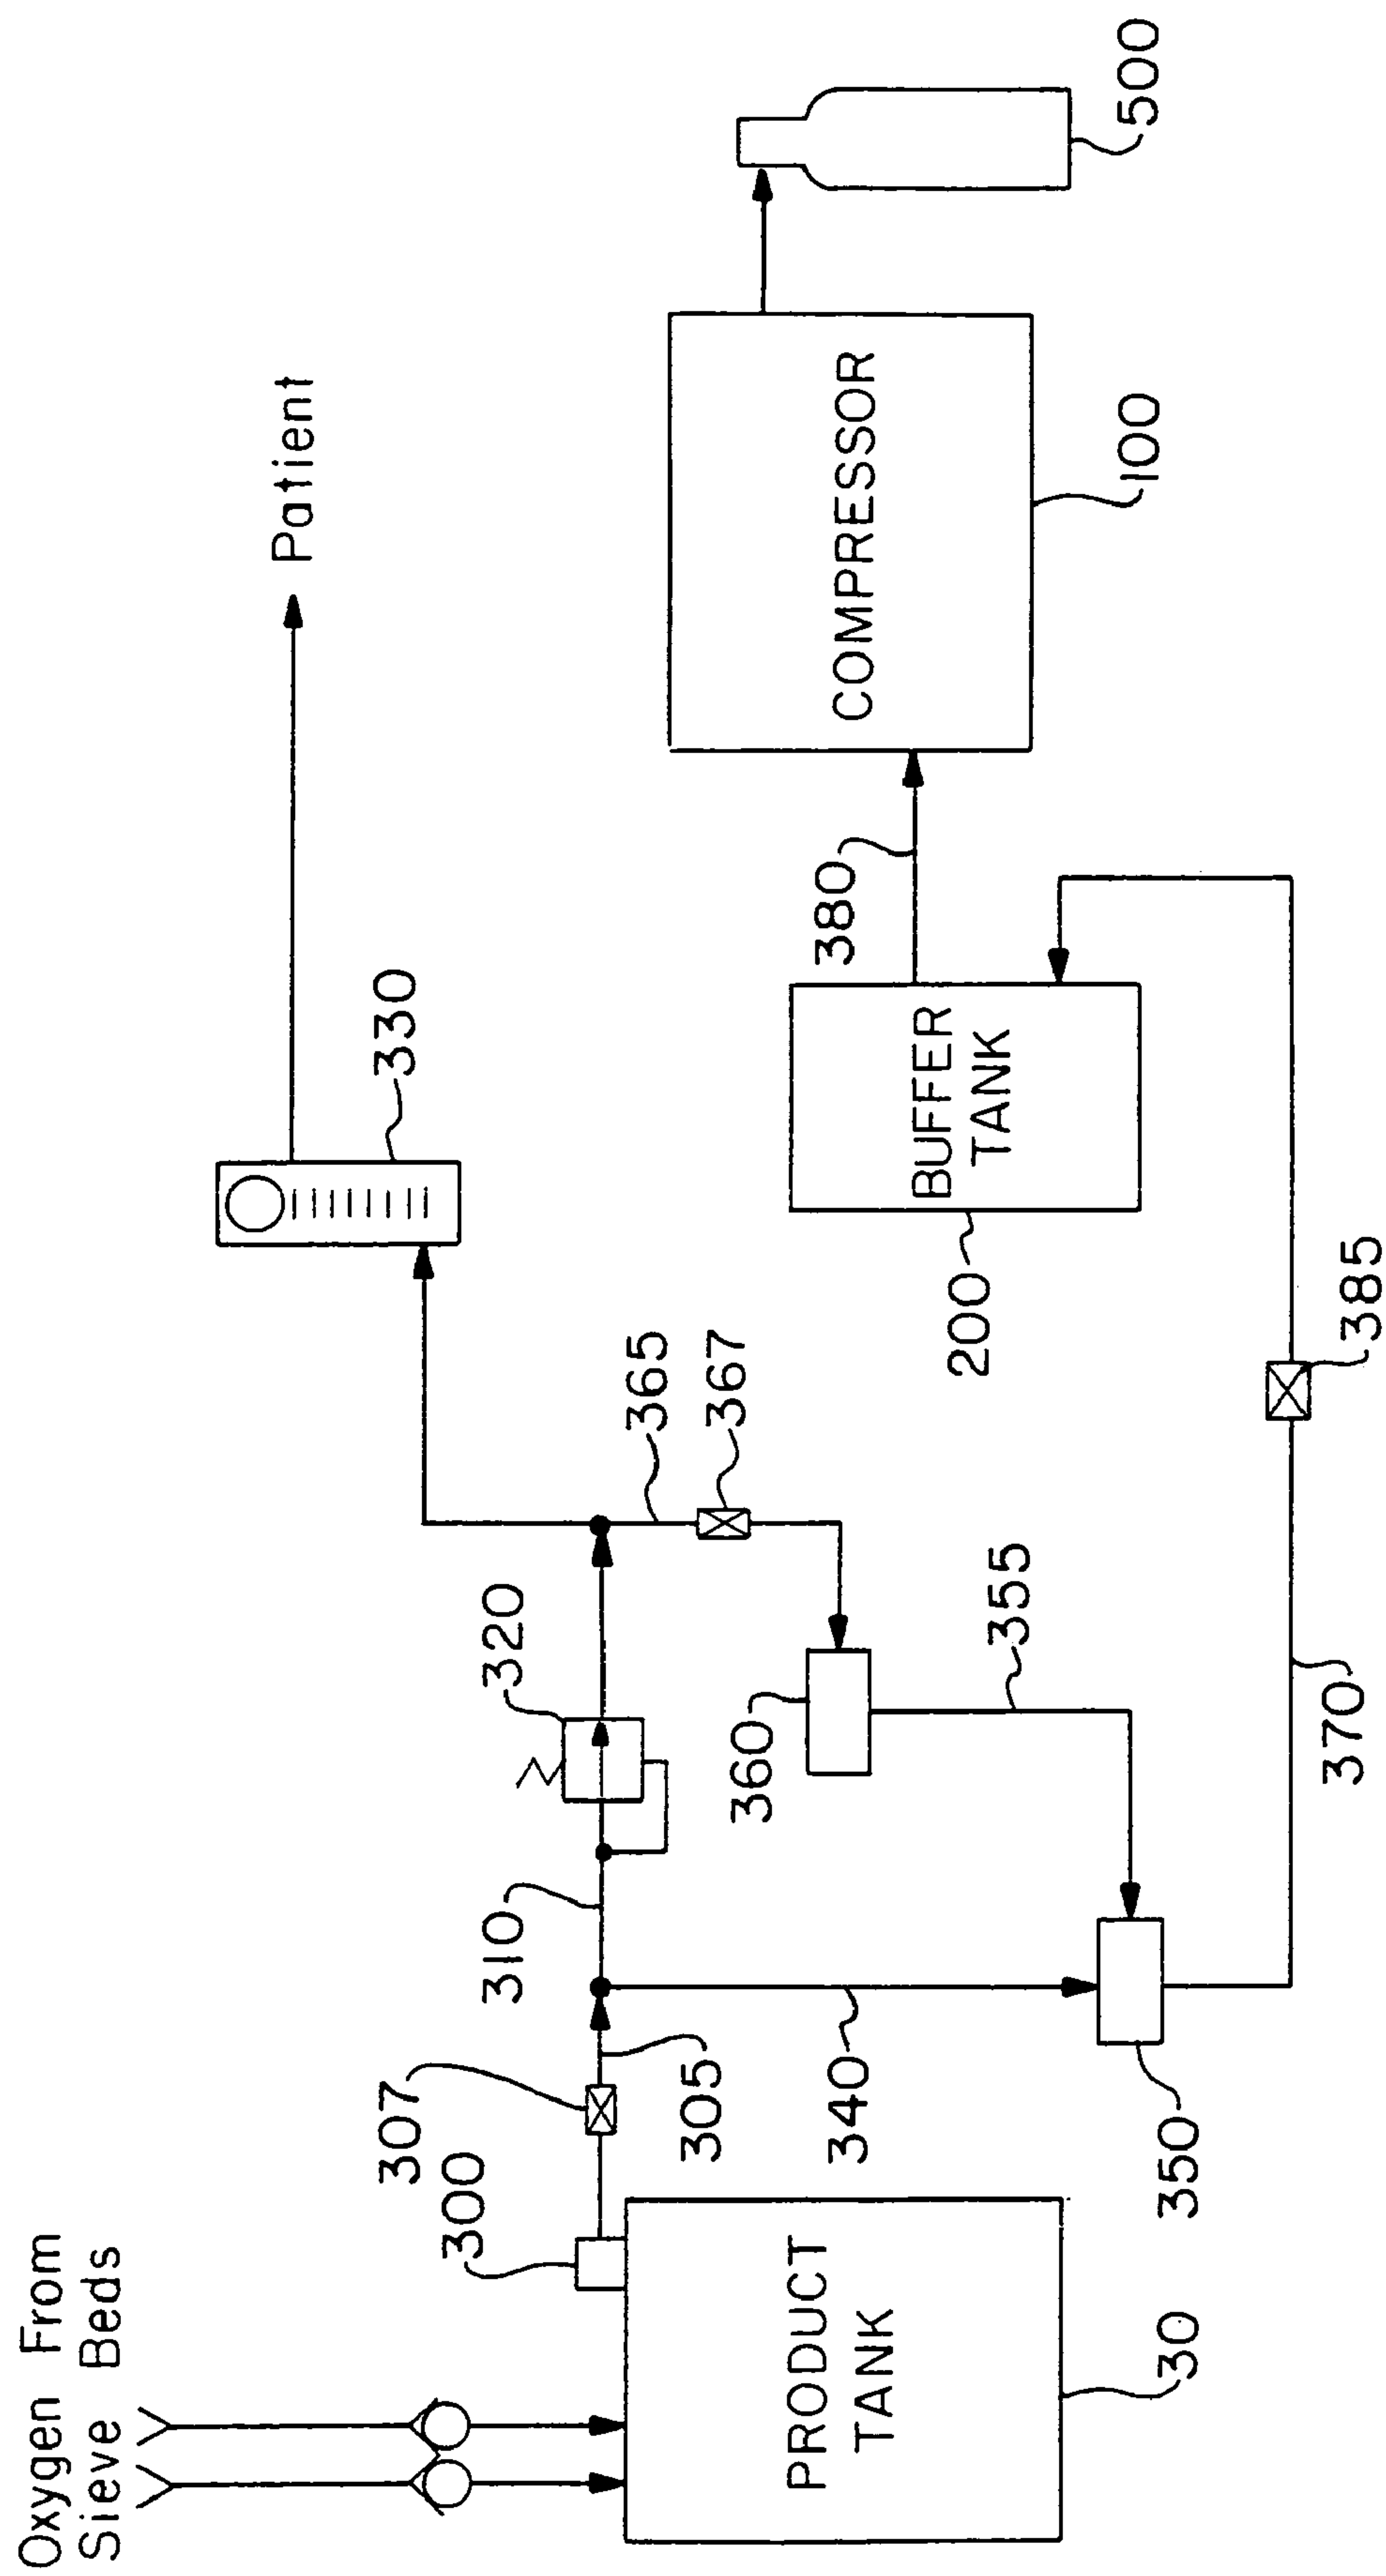 Oxygen From
Sieve Beds
300
307
305
310
320
330
Patient
365
367
360
355
340
350
370
385
PRODUCT
TANK
30
BUFFER
TANK
200
380
COMPRESSOR
100
500